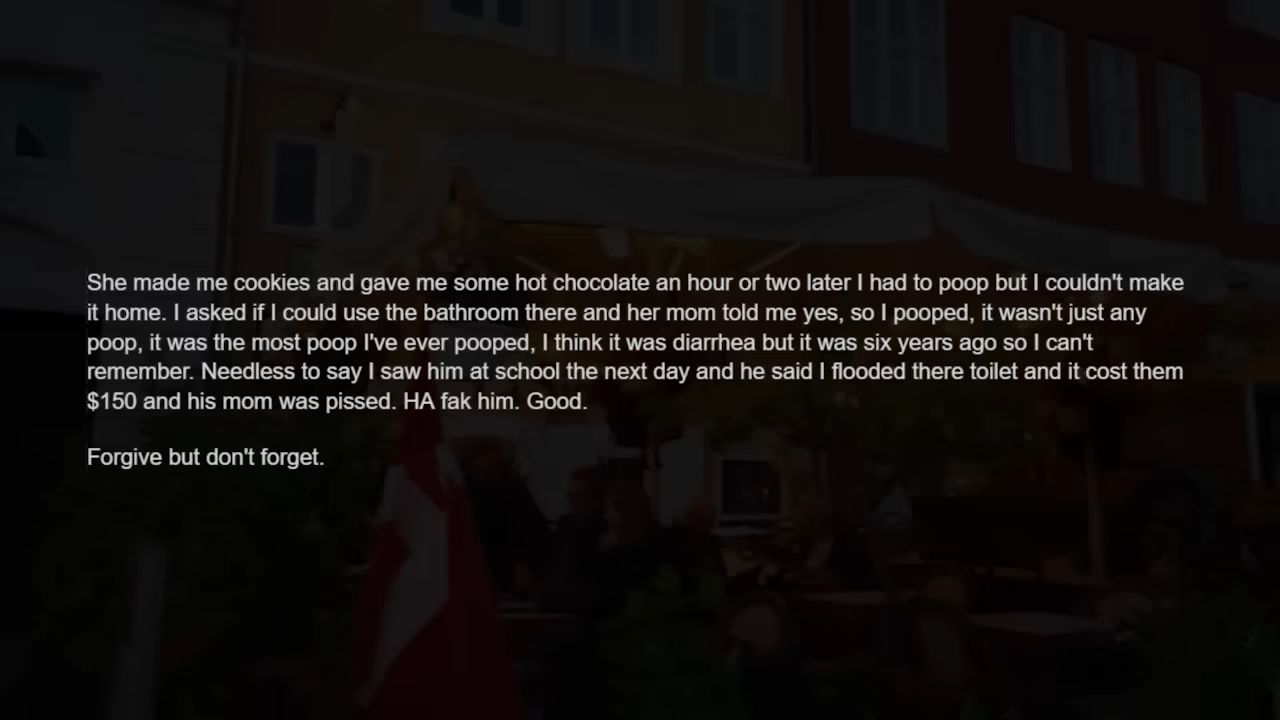 She made me cookies and gave me some hot chocolate an hour or two later I had to poop but I couldn't make
it home. I asked if I could use the bathroom there and her mom told me yes, so I pooped, it wasn't just any
poop, it was the most poop I've ever pooped, I think it was diarrhea but it was six years ago so I can't
remember. Needless to say I saw him at school the next day and he said I flooded there toilet and it cost them
$150 and his mom was pissed. HA fak him. Good.
Forgive but don't forget.